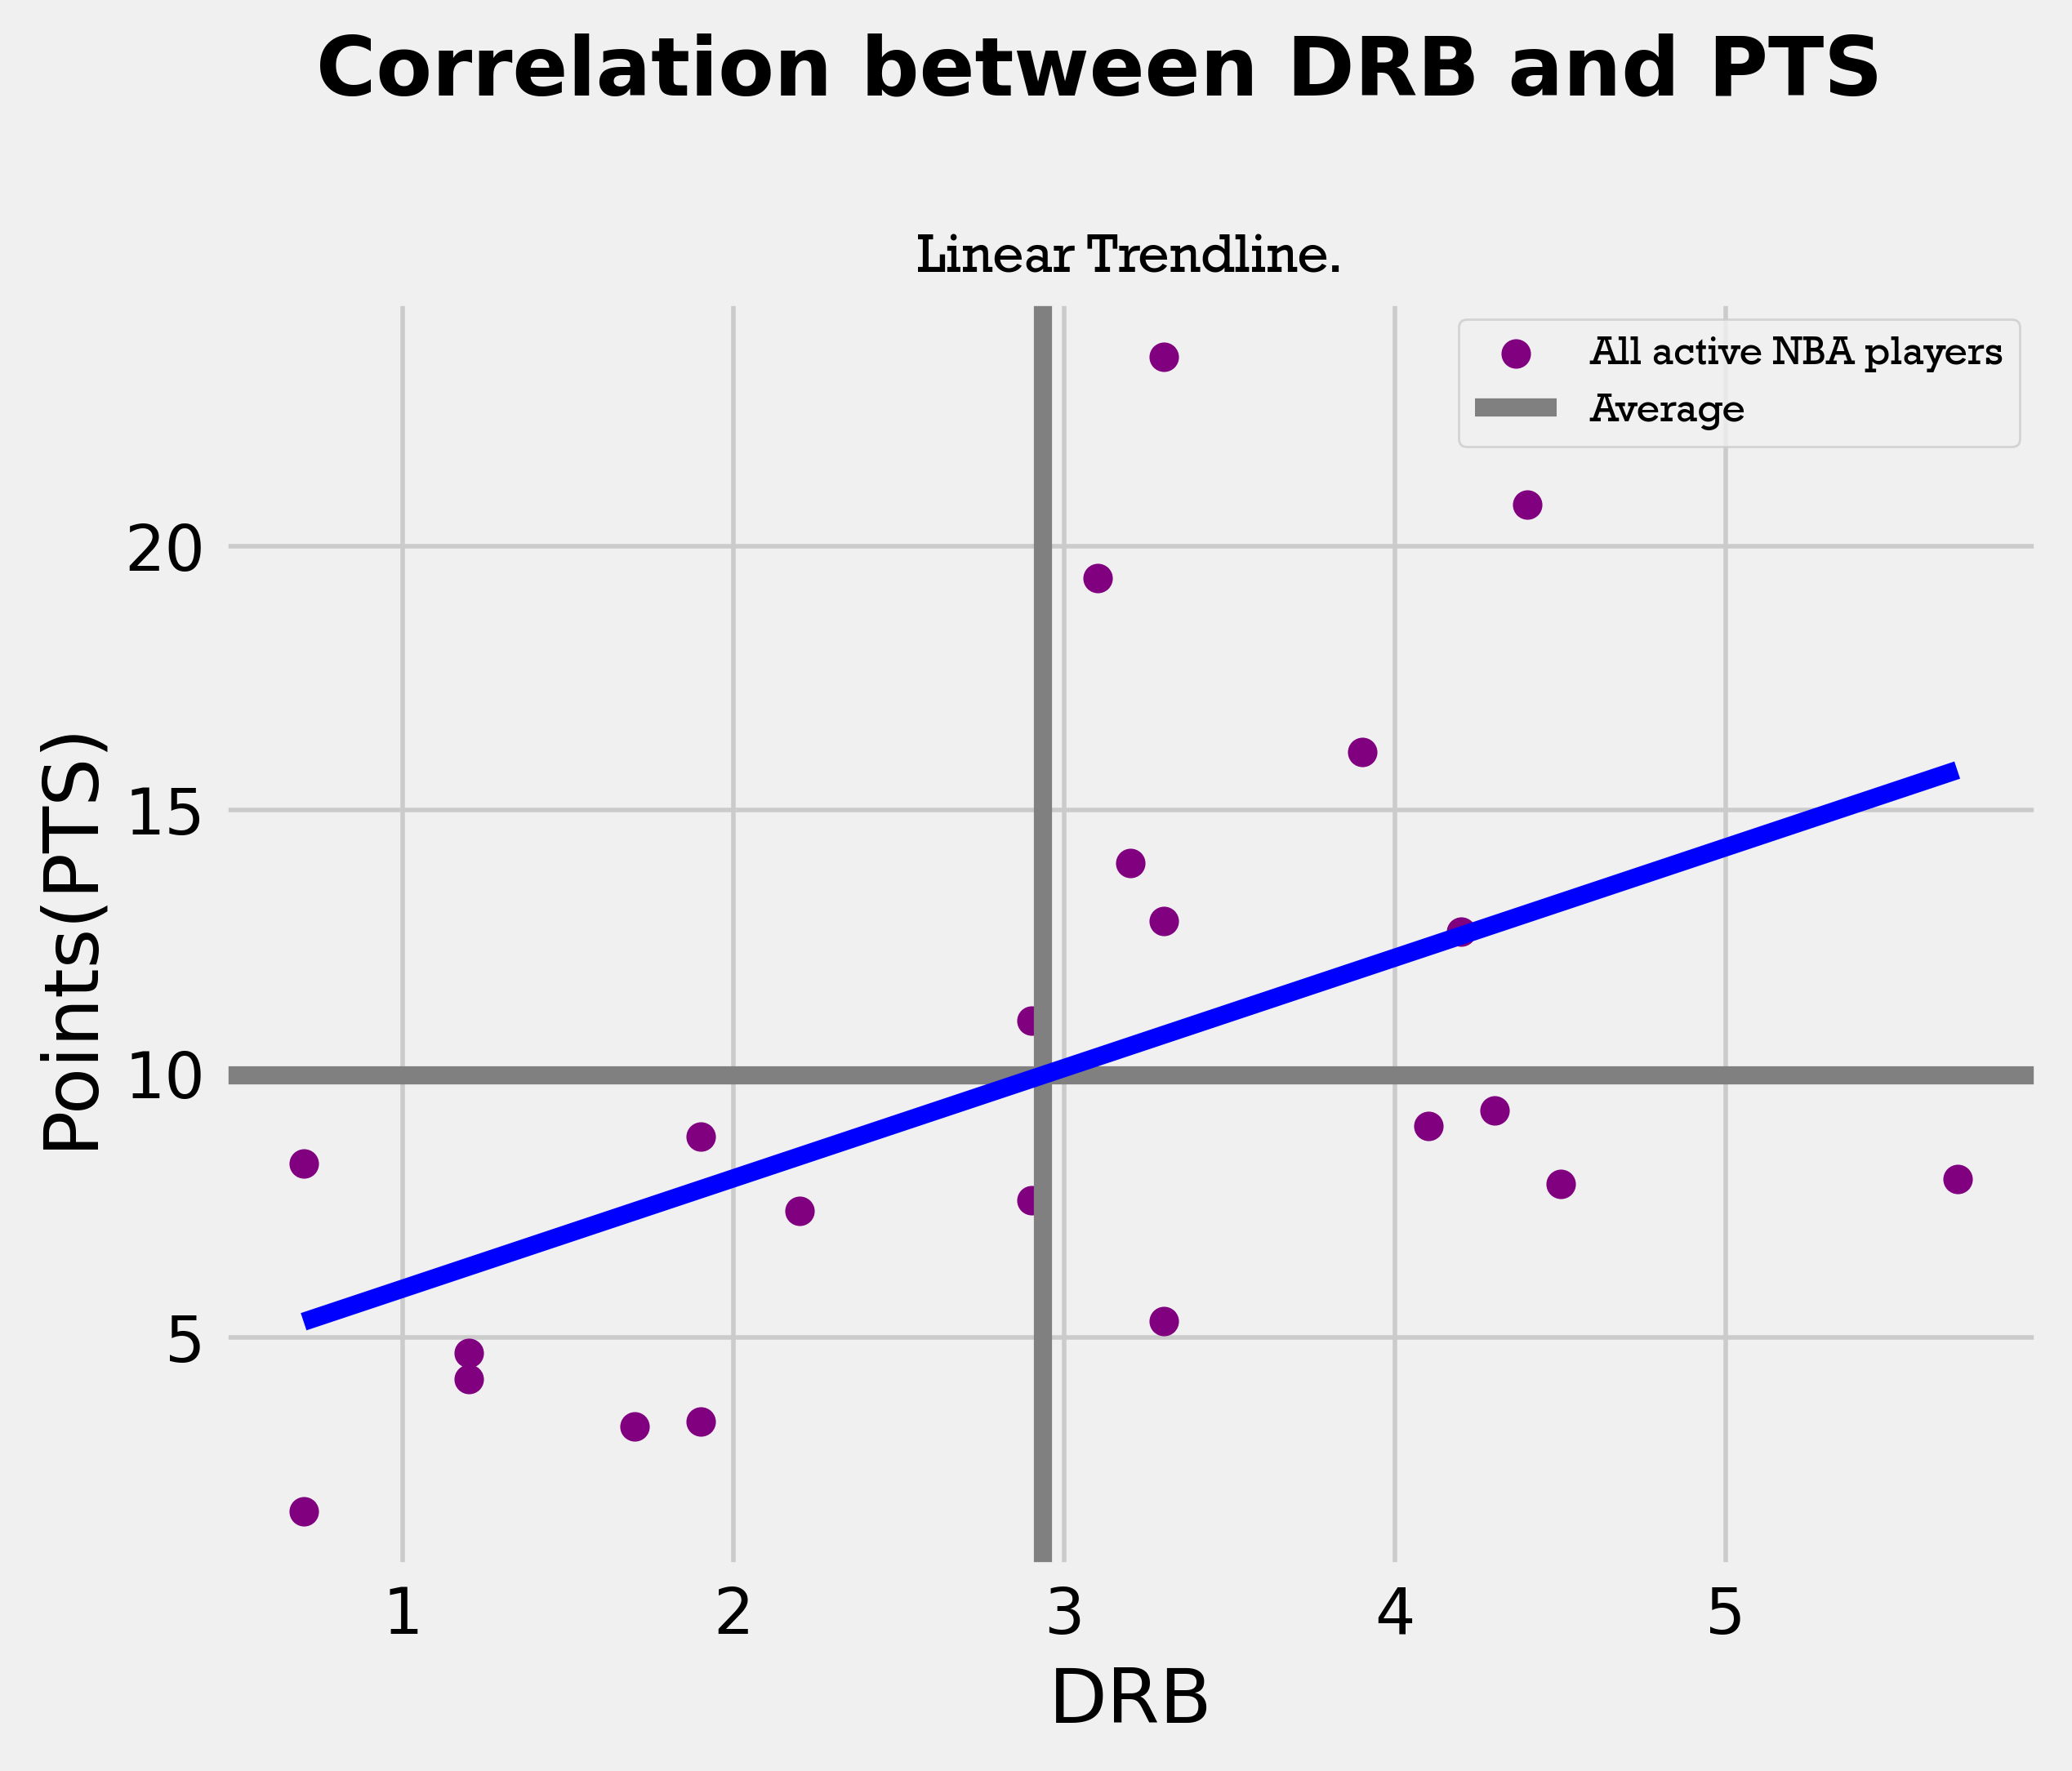 Correlation between DRB and PTS
Linear Trendline.
All active NBA players
Average
Points(PTS)
20
15
10
5
1
2
3
4
5
DRB